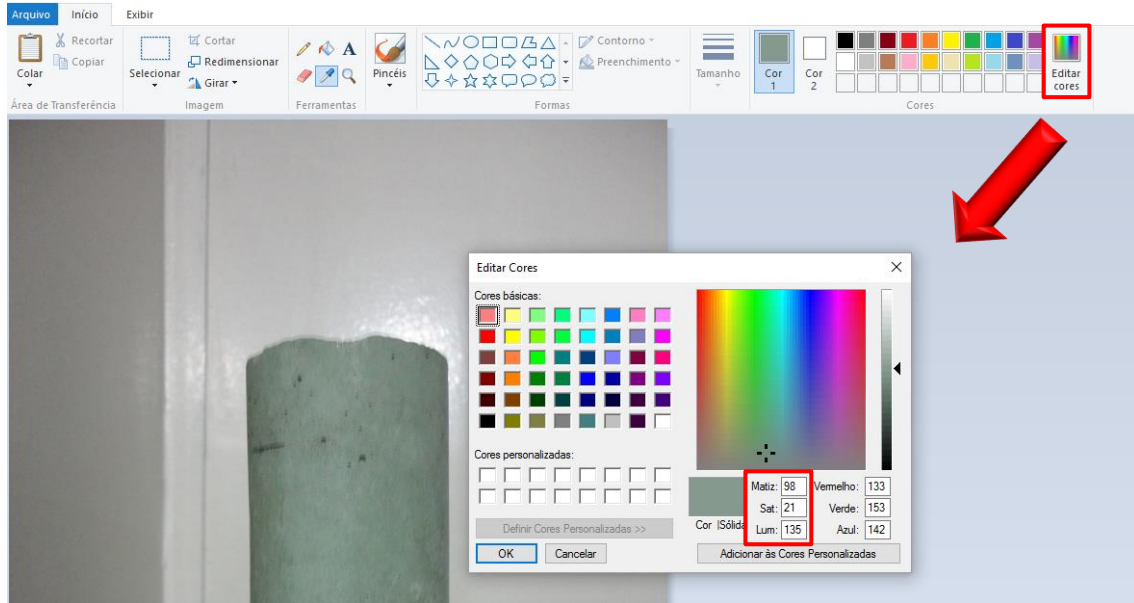 Arquivo Início Exibir
Colar
Recortar
Copiar
Área de Transferência
Selecionar
Cortar
Redimensionar
Girar
Imagem
A
Ferramentas
Pincéis
Contorno
Preenchimento
Formas
Tamanho
Cor
1
Cor
2
Cores
Editar
cores
Editar Cores
Cores básicas:
Cores personalizadas:
Definir Cores Personalizadas >>
OK Cancelar
Cor |Sólida
Matiz: 98 Vermelho: 133
Sat: 21 Verde: 153
Lum: 135 Azul: 142
Adicionar às Cores Personalizadas